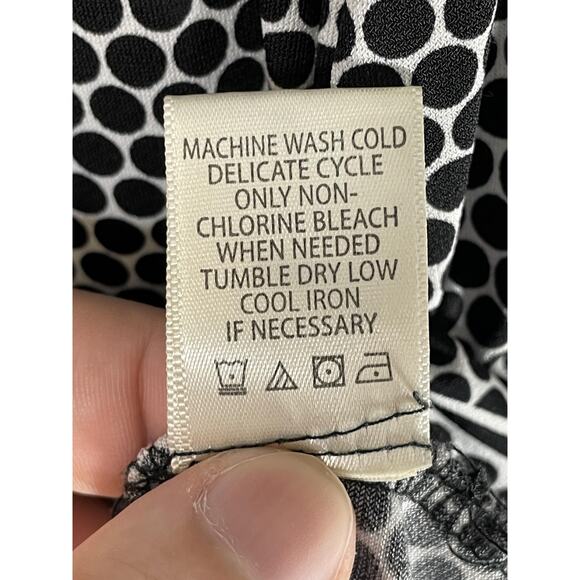 MACHINE WASH COLD
DELICATE CYCLE
ONLY NON-
CHLORINE BLEACH
WHEN NEEDED
TUMBLE DRY LOW
COOL IRON
IF NECESSARY